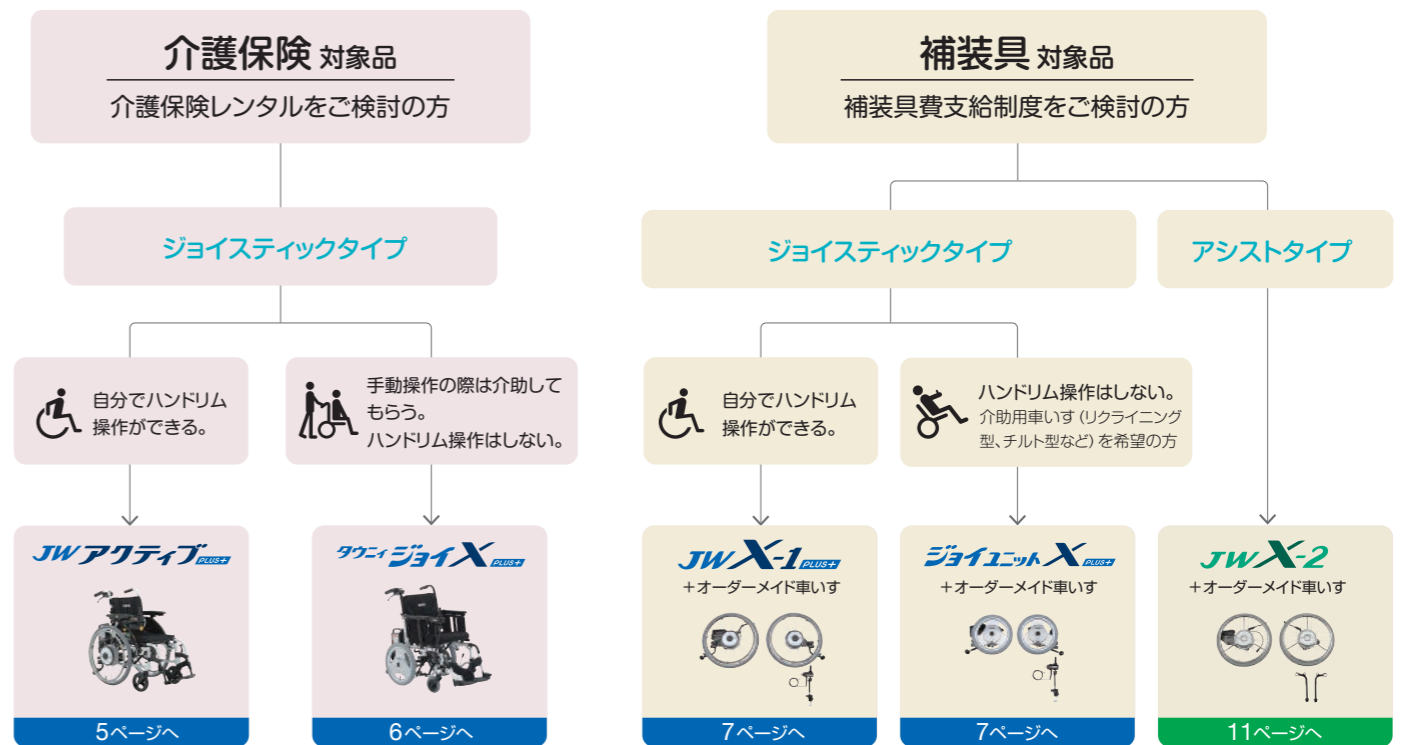 介護保険 対象品
介護保険レンタルをご検討の方
ジョイスティックタイプ
自分でハンドリム
操作ができる。
手動操作の際は介助して
もらう。
ハンドリム操作はしない。
JWアクティブ PLUS+
5ページへ
タウニィジョイX PLUS+
6ページへ
補装具 対象品
補装具費支給制度をご検討の方
ジョイスティックタイプ
アシストタイプ
自分でハンドリム
操作ができる。
ハンドリム操作はしない。
介助用車いす(リクライニング
型、チルト型など)を希望の方
JWX-1 PLUS+
+オーダーメイド車いす
7ページへ
ジョイユニットX PLUS+
+オーダーメイド車いす
7ページへ
JWX-2
+オーダーメイド車いす
11ページへ